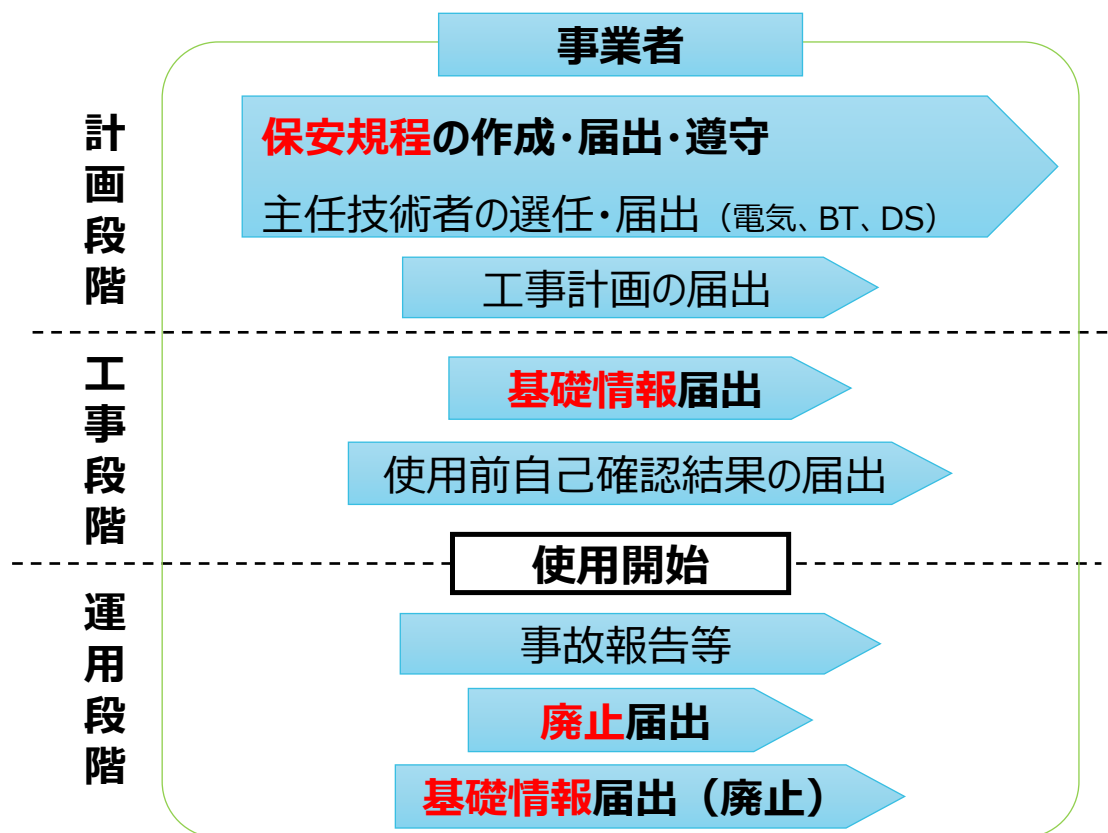 事業者
計画段階
保安規程の作成・届出・遵守
主任技術者の選任・届出（電気、BT、DS）
工事計画の届出
工事段階
基礎情報届出
使用前自己確認結果の届出
使用開始
運用段階
事故報告等
廃止届出
基礎情報届出（廃止）